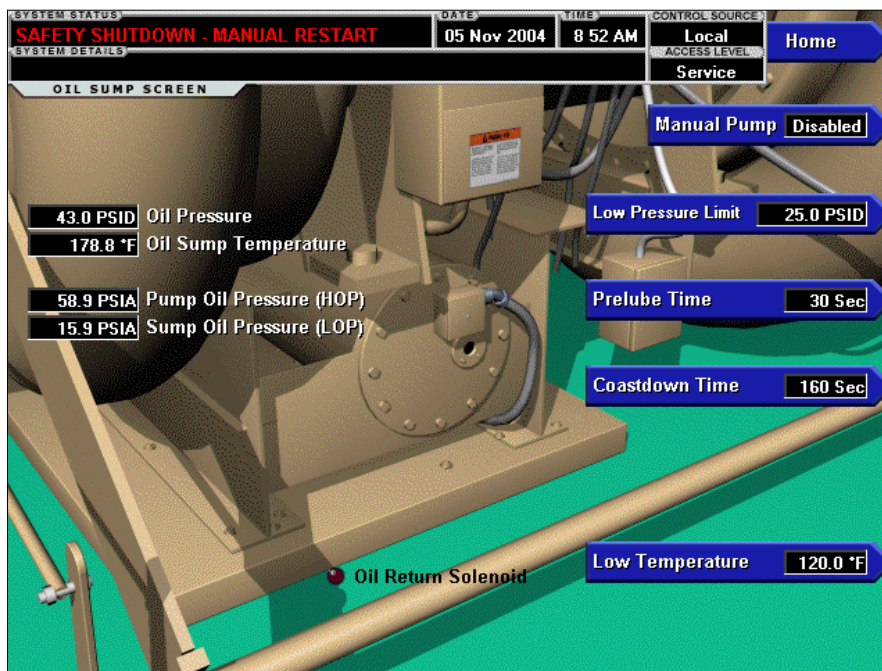 SYSTEM STATUS
SAFETY SHUTDOWN - MANUAL RESTART
SYSTEM DETAILS
DATE
05 Nov 2004
TIME
8 52 AM
CONTROL SOURCE
Local
ACCESS LEVEL
Service
Home
OIL SUMP SCREEN
Manual Pump Disabled
43.0 PSID Oil Pressure
178.8 °F Oil Sump Temperature
58.9 PSIA Pump Oil Pressure (HOP)
15.9 PSIA Sump Oil Pressure (LOP)
Low Pressure Limit 25.0 PSID
Prelube Time 30 Sec
Coastdown Time 160 Sec
Oil Return Solenoid
Low Temperature 120.0 °F